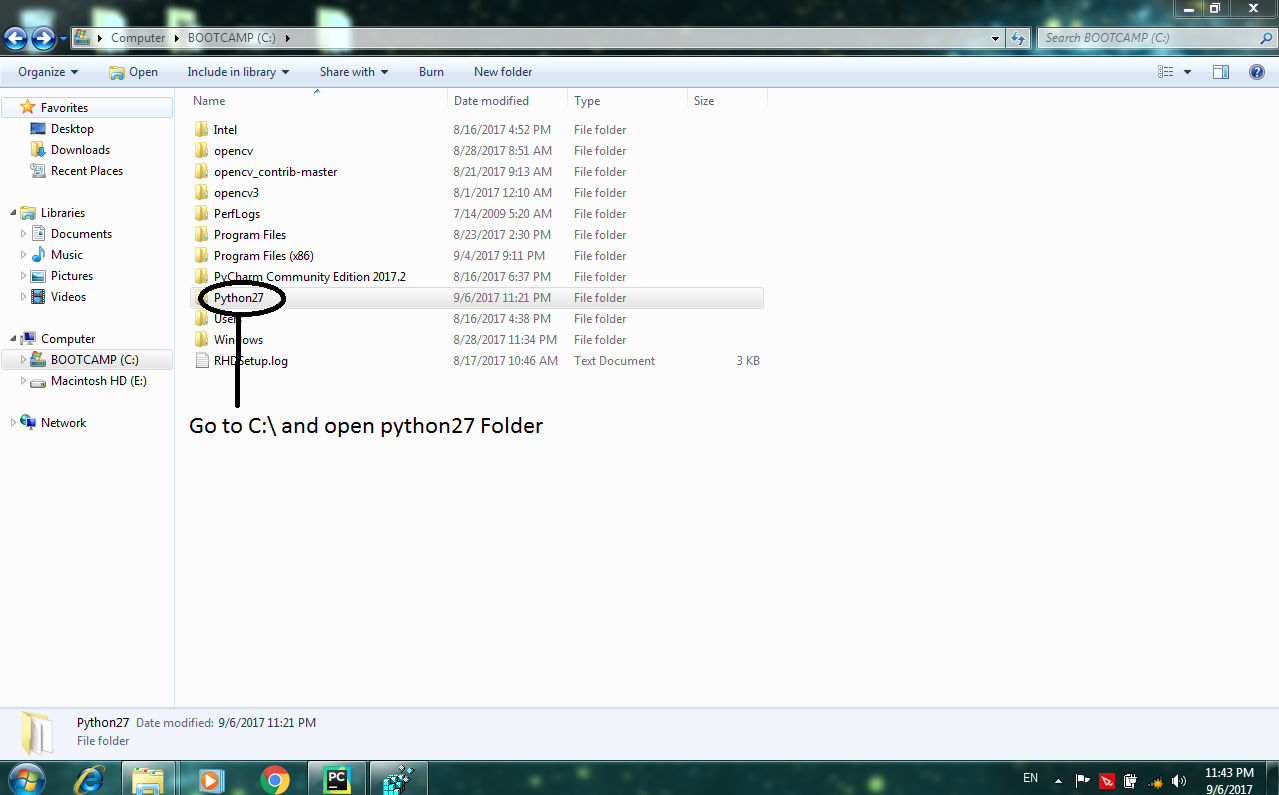 Computer BOOTCAMP (C:) Search BOOTCAMP (C:)
Organize Open Include in library Share with Burn New folder
Favorites
Desktop
Downloads
Recent Places
Libraries
Documents
Music
Pictures
Videos
Computer
BOOTCAMP (C:)
Macintosh HD (E:)
Network
Name Date modified Type Size
Intel 8/16/2017 4:52 PM File folder
opencv 8/28/2017 8:51 AM File folder
opencv_contrib-master 8/21/2017 9:13 AM File folder
opencv3 8/1/2017 12:10 AM File folder
PerfLogs 7/14/2009 5:20 AM File folder
Program Files 8/23/2017 2:30 PM File folder
Program Files (x86) 9/4/2017 9:11 PM File folder
PyCharm Community Edition 2017.2 8/16/2017 6:37 PM File folder
Python27 9/6/2017 11:21 PM File folder
Users 8/16/2017 4:38 PM File folder
Windows 8/28/2017 11:34 PM File folder
RHDSetup.log 8/17/2017 10:46 AM Text Document 3 KB
Go to C:\ and open python27 Folder
Python27 Date modified: 9/6/2017 11:21 PM
File folder
PC
EN
11:43 PM
9/6/2017